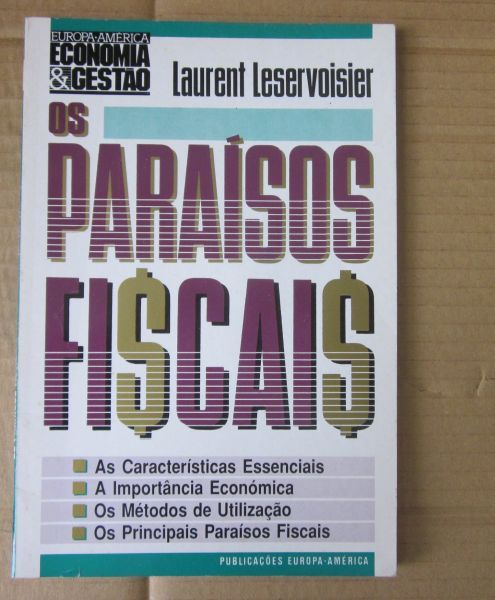 EUROPA-AMÉRICA
ECONOMIA
& GESTÃO
Laurent Leservoisier
OS
PARAÍSOS
FI$CAI$
As Características Essenciais
A Importância Económica
Os Métodos de Utilização
Os Principais Paraísos Fiscais
PUBLICAÇÕES EUROPA-AMÉRICA